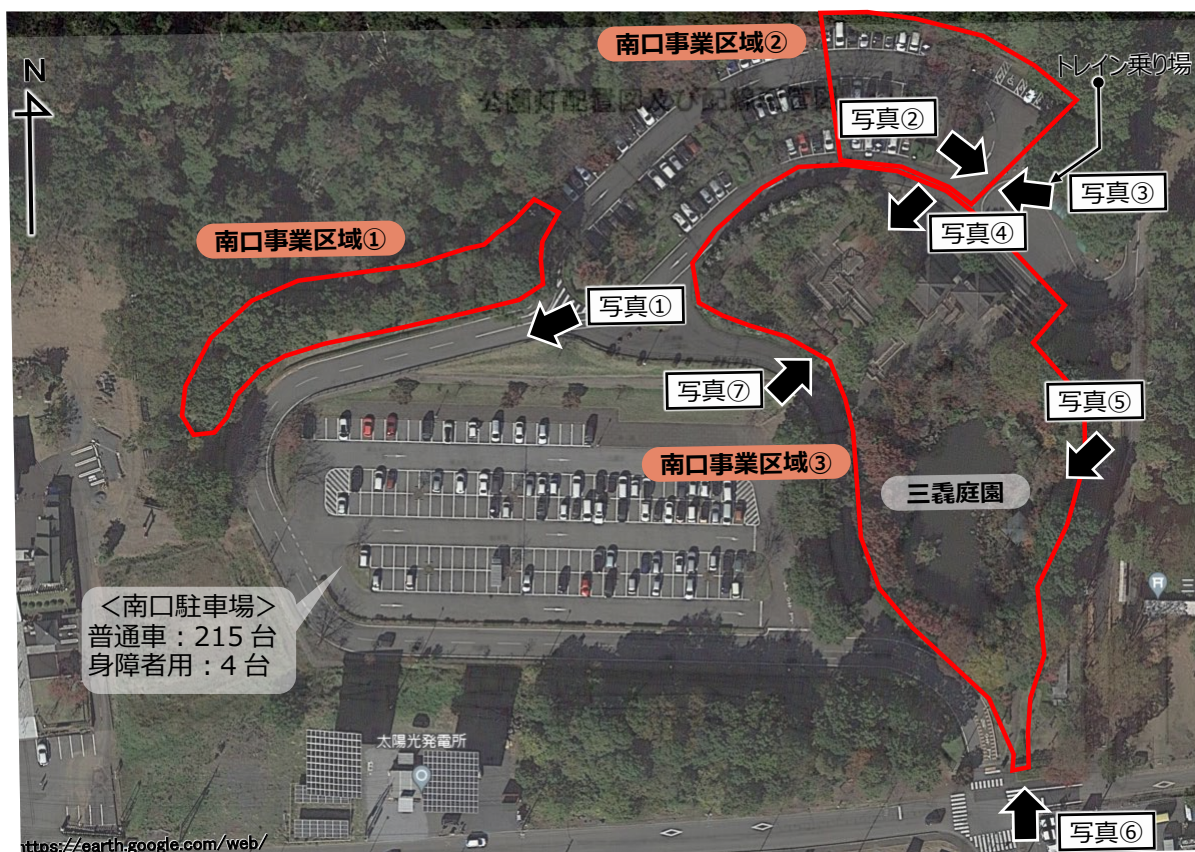 南口事業区域②
N
トレイン乗り場
写真②
写真③
写真④
南口事業区域①
写真①
写真⑦
写真⑤
南口事業区域③
三毳庭園
<南口駐車場>
普通車：215台
身障者用：4台
太陽光発電所
写真⑥
https://earth.google.com/web/